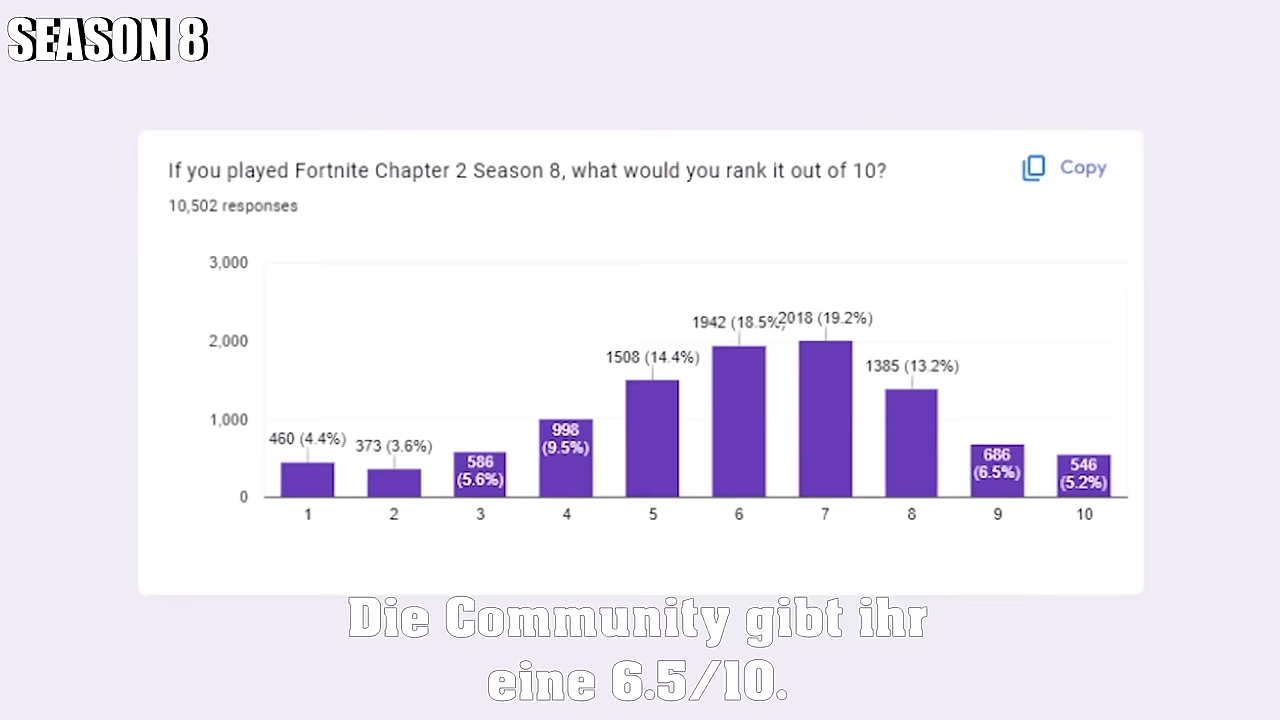 SEASON 8
If you played Fortnite Chapter 2 Season 8, what would you rank it out of 10?
Copy
10,502 responses
3,000
2,000
1,000
0
460 (4.4%)
373 (3.6%)
586
(5.6%)
998
(9.5%)
1508 (14.4%)
1942 (18.5%
2018 (19.2%)
1385 (13.2%)
686
(6.5%)
546
(5.2%)
1 2 3 4 5 6 7 8 9 10
Die Community gibt ihr
eine 6.5/10.